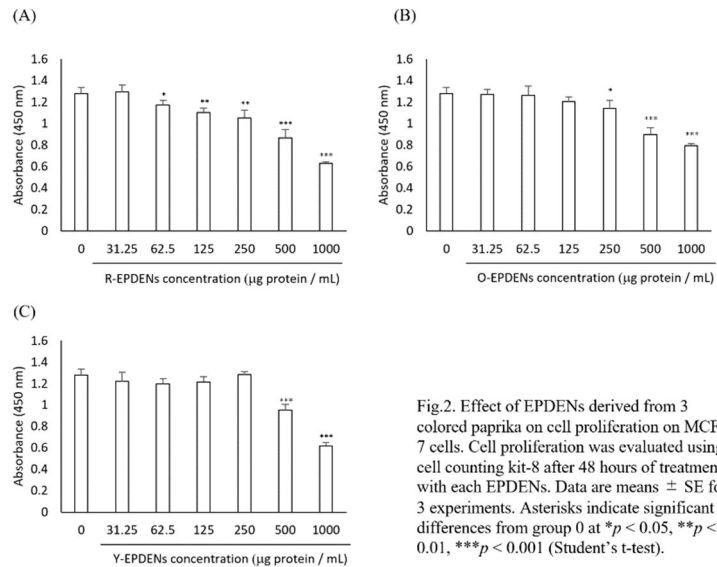 (A)
1.6
1.4
1.2
1
0.8
0.6
0.4
0.2
0
Absorbance (450 nm)
*
**
**
***
***
0 31.25 62.5 125 250 500 1000
R-EPDENs concentration (µg protein / mL)
(B)
1.6
1.4
1.2
1
0.8
0.6
0.4
0.2
0
Absorbance (450 nm)
*
***
***
0 31.25 62.5 125 250 500 1000
O-EPDENs concentration (µg protein / mL)
(C)
1.6
1.4
1.2
1
0.8
0.6
0.4
0.2
0
Absorbance (450 nm)
***
***
0 31.25 62.5 125 250 500 1000
Y-EPDENs concentration (µg protein / mL)
Fig.2. Effect of EPDENs derived from 3
colored paprika on cell proliferation on MCF
7 cells. Cell proliferation was evaluated using
cell counting kit-8 after 48 hours of treatment
with each EPDENs. Data are means ± SE fo
3 experiments. Asterisks indicate significant
differences from group 0 at *p < 0.05, **p <
0.01, ***p < 0.001 (Student's t-test).